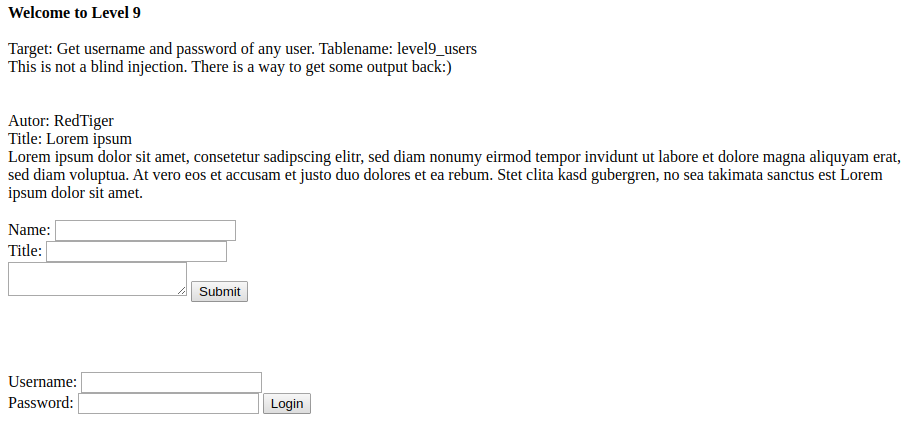 Welcome to Level 9
Target: Get username and password of any user. Tablename: level9_users
This is not a blind injection. There is a way to get some output back:)
Autor: RedTiger
Title: Lorem ipsum
Lorem ipsum dolor sit amet, consetetur sadipscing elitr, sed diam nonumy eirmod tempor invidunt ut labore et dolore magna aliquyam erat,
sed diam voluptua. At vero eos et accusam et justo duo dolores et ea rebum. Stet clita kasd gubergren, no sea takimata sanctus est Lorem
ipsum dolor sit amet.
Name:
Title:
Submit
Username:
Password: Login